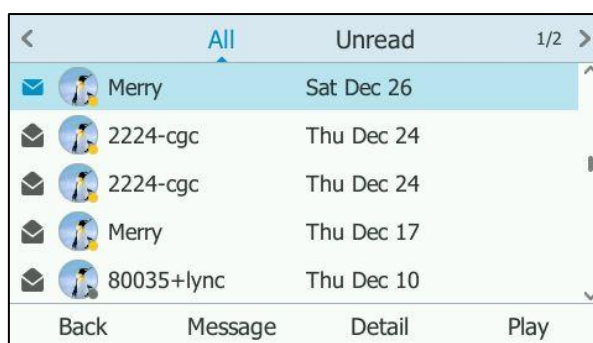 All Unread 1/2
Merry Sat Dec 26
2224-cgc Thu Dec 24
2224-cgc Thu Dec 24
Merry Thu Dec 17
80035+lync Thu Dec 10
Back Message Detail Play